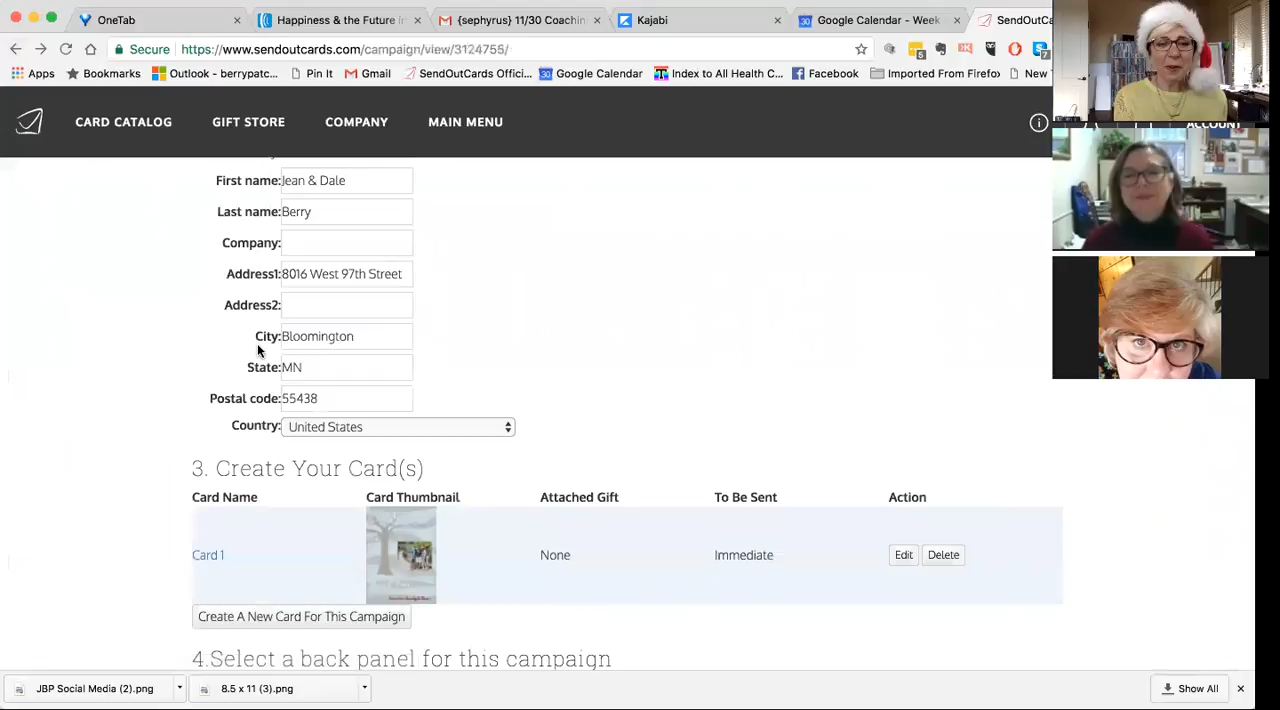 OneTab
Happiness & the Future in
{sephyrus} 11/30 Coachin
Kajabi
Google Calendar - Week
SendOutCa
Secure
https://www.sendoutcards.com/campaign/view/3124756/
Apps
Bookmarks
Outlook - berrypatc...
Pin It
Gmail
SendOutCards Offici...
Google Calendar
Index to All Health C...
Facebook
Imported From Firefox
New
CARD CATALOG
GIFT STORE
COMPANY
MAIN MENU
ACCOUNT
First name: Jean & Dale
Last name: Berry
Company:
Address1: 8016 West 97th Street
Address2:
City: Bloomington
State: MN
Postal code: 55438
Country: United States
3. Create Your Card(s)
Card Name Card Thumbnail Attached Gift To Be Sent Action
Card 1 None Immediate Edit Delete
Create A New Card For This Campaign
4.Select a back panel for this campaign
JBP Social Media (2).png
8.5 x 11 (3).png
Show All